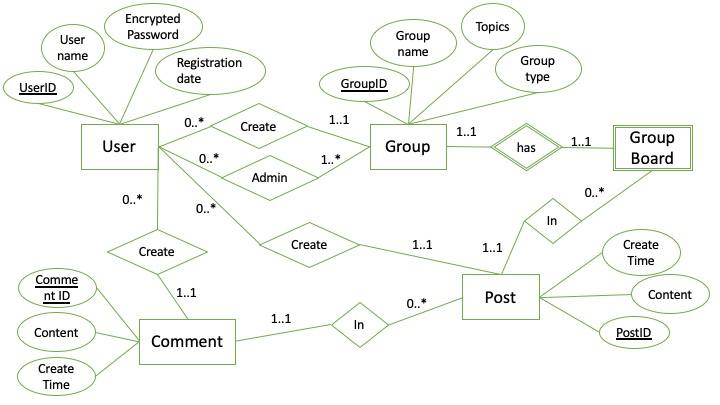 Encrypted
Password
User
name
Registration
date
UserID
Group
name
Topics
Group
type
GroupID
0..*
Create
1..1
User
0..*
Admin
1..*
Group
1..1
has
1..1
Group
Board
0..*
0..*
0..*
In
Create
Create
1..1
1..1
Create
Time
Comme
nt ID
1..1
Post
Content
Content
1..1
In
0..*
PostID
Comment
Create
Time